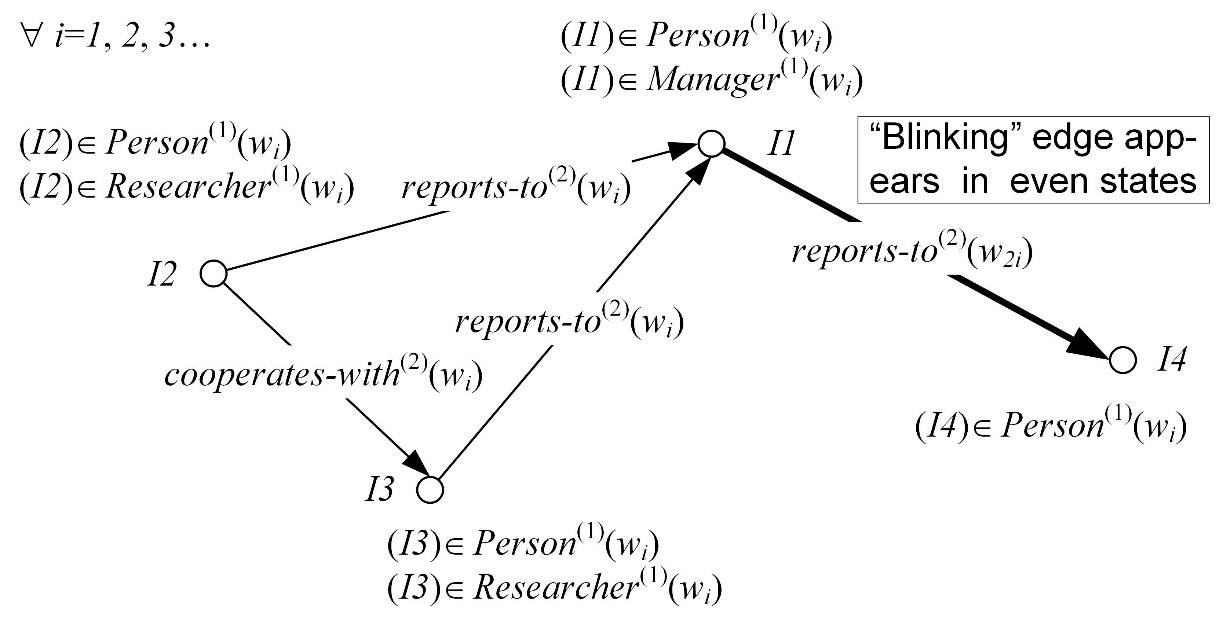 ∀ i=1, 2, 3…
(I1)∈ Person⁽¹⁾(wᵢ)
(I1)∈ Manager⁽¹⁾(wᵢ)
(I2)∈ Person⁽¹⁾(wᵢ)
(I2)∈ Researcher⁽¹⁾(wᵢ)
I1
“Blinking” edge app-
ears in even states
reports-to⁽²⁾(wᵢ)
reports-to⁽²⁾(w₂ᵢ)
I2
reports-to⁽²⁾(wᵢ)
cooperates-with⁽²⁾(wᵢ)
I4
(I4)∈ Person⁽¹⁾(wᵢ)
I3
(I3)∈ Person⁽¹⁾(wᵢ)
(I3)∈ Researcher⁽¹⁾(wᵢ)